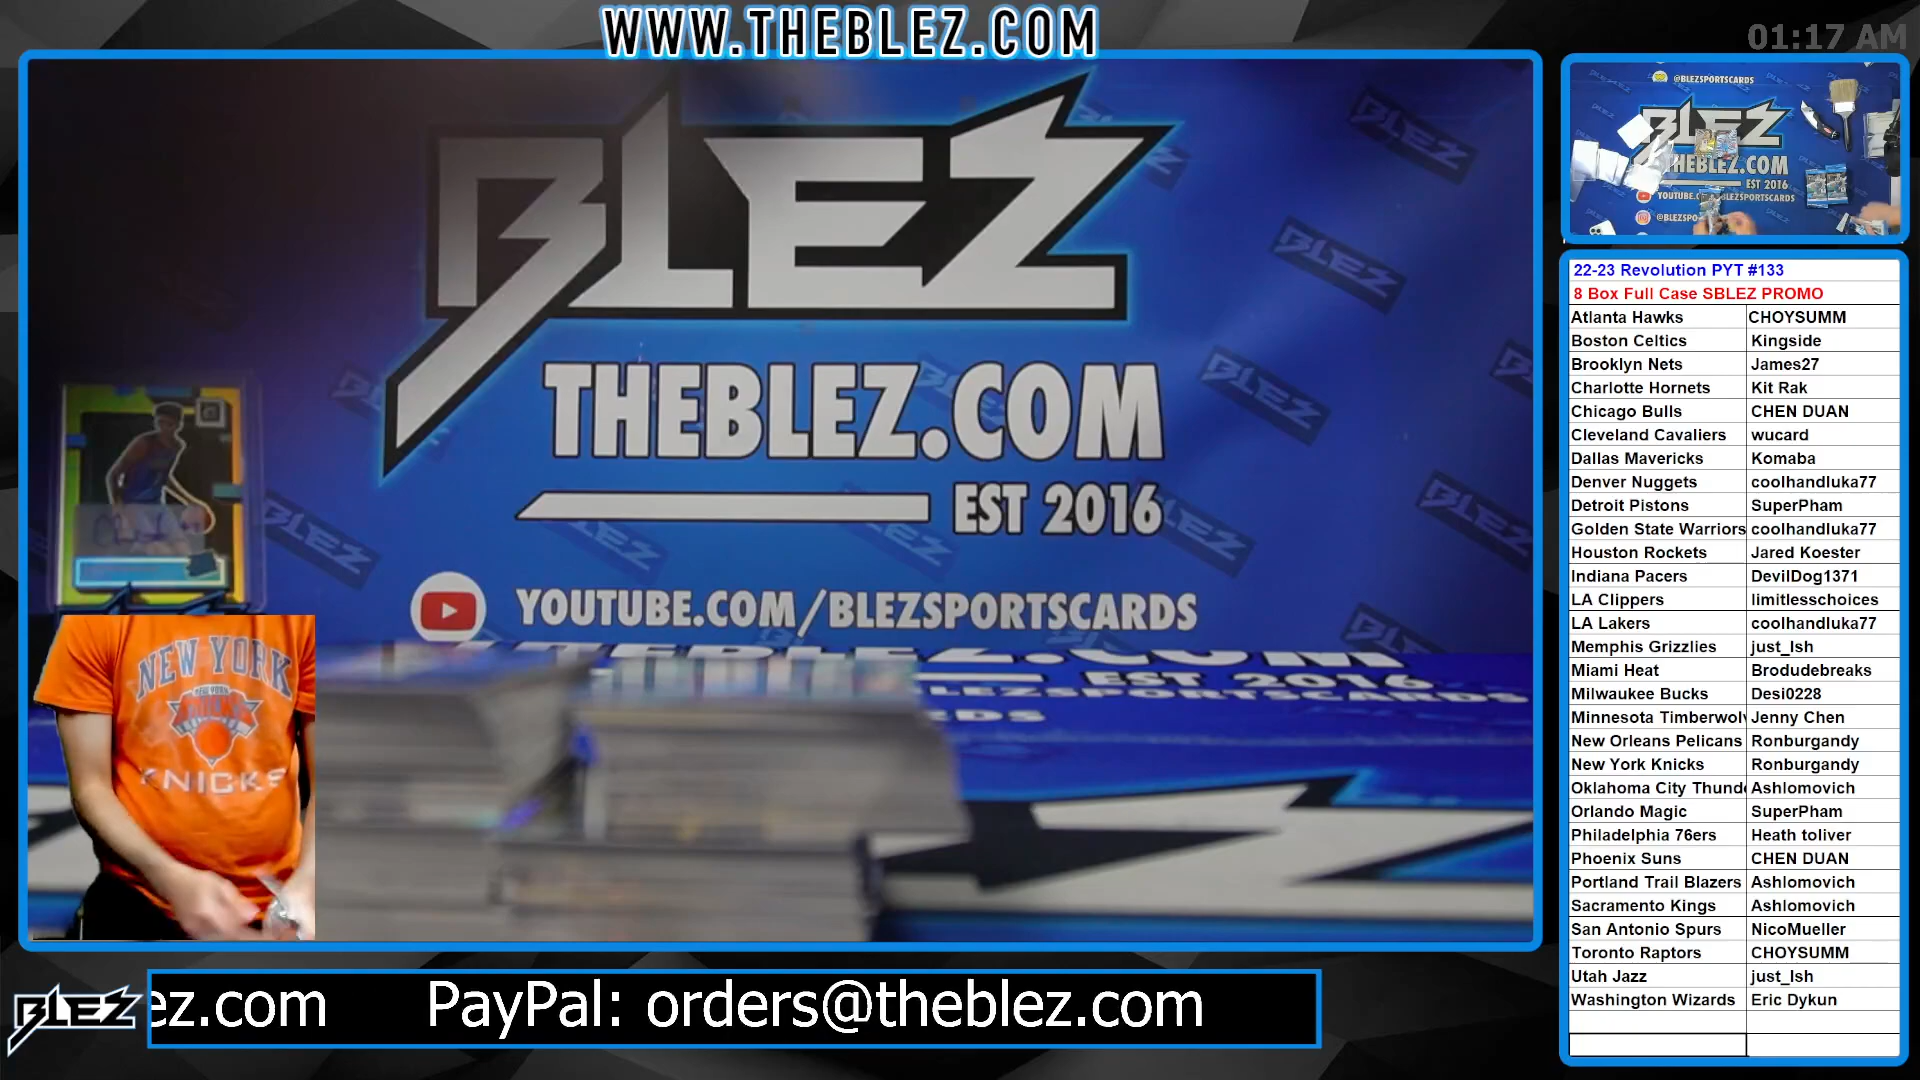 WWW.THEBLEZ.COM
01:17 AM
BLEZ
THEBLEZ.COM
EST 2016
YOUTUBE.COM/BLEZSPORTSCARDS
EST 2016
NEW YORK
KNICKS
@BLEZSPORTSCARDS
BLEZ
THEBLEZ.COM
EST 2016
22-23 Revolution PYT #133
8 Box Full Case SBLEZ PROMO
Atlanta Hawks CHOYSUMM
Boston Celtics Kingside
Brooklyn Nets James27
Charlotte Hornets Kit Rak
Chicago Bulls CHEN DUAN
Cleveland Cavaliers wucard
Dallas Mavericks Komaba
Denver Nuggets coolhandluka77
Detroit Pistons SuperPham
Golden State Warriors coolhandluka77
Houston Rockets Jared Koester
Indiana Pacers DevilDog1371
LA Clippers limitlesschoices
LA Lakers coolhandluka77
Memphis Grizzlies just_Ish
Miami Heat Brodudebreaks
Milwaukee Bucks Desi0228
Minnesota Timberwolv Jenny Chen
New Orleans Pelicans Ronburgandy
New York Knicks Ronburgandy
Oklahoma City Thunde Ashlomovich
Orlando Magic SuperPham
Philadelphia 76ers Heath toliver
Phoenix Suns CHEN DUAN
Portland Trail Blazers Ashlomovich
Sacramento Kings Ashlomovich
San Antonio Spurs NicoMueller
Toronto Raptors CHOYSUMM
Utah Jazz just_Ish
Washington Wizards Eric Dykun
BLEZ
ez.com PayPal: orders@theblez.com